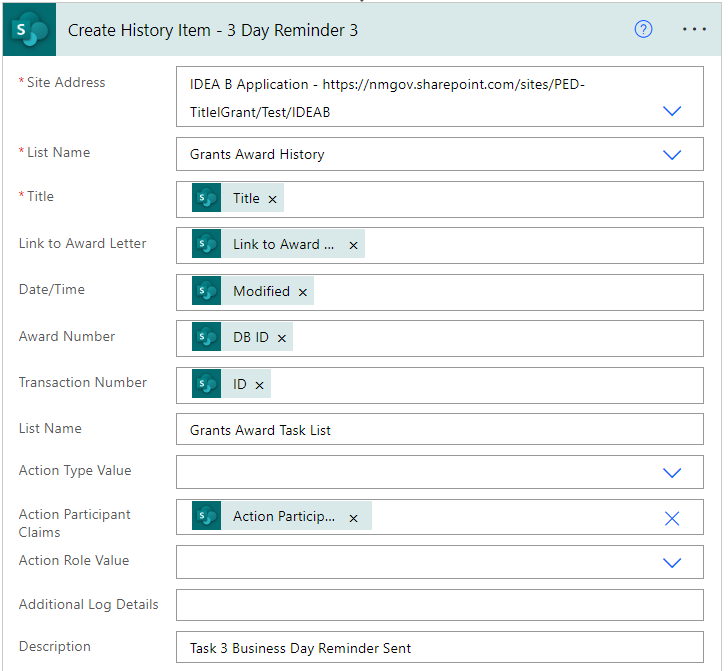 Create History Item - 3 Day Reminder 3
* Site Address
IDEA B Application - https://nmgov.sharepoint.com/sites/PED-
TitleIGrant/Test/IDEAB
* List Name
Grants Award History
* Title
Title ×
Link to Award Letter
Link to Award ... ×
Date/Time
Modified ×
Award Number
DB ID ×
Transaction Number
ID ×
List Name
Grants Award Task List
Action Type Value
Action Participant
Claims
Action Particip... ×
Action Role Value
Additional Log Details
Description
Task 3 Business Day Reminder Sent